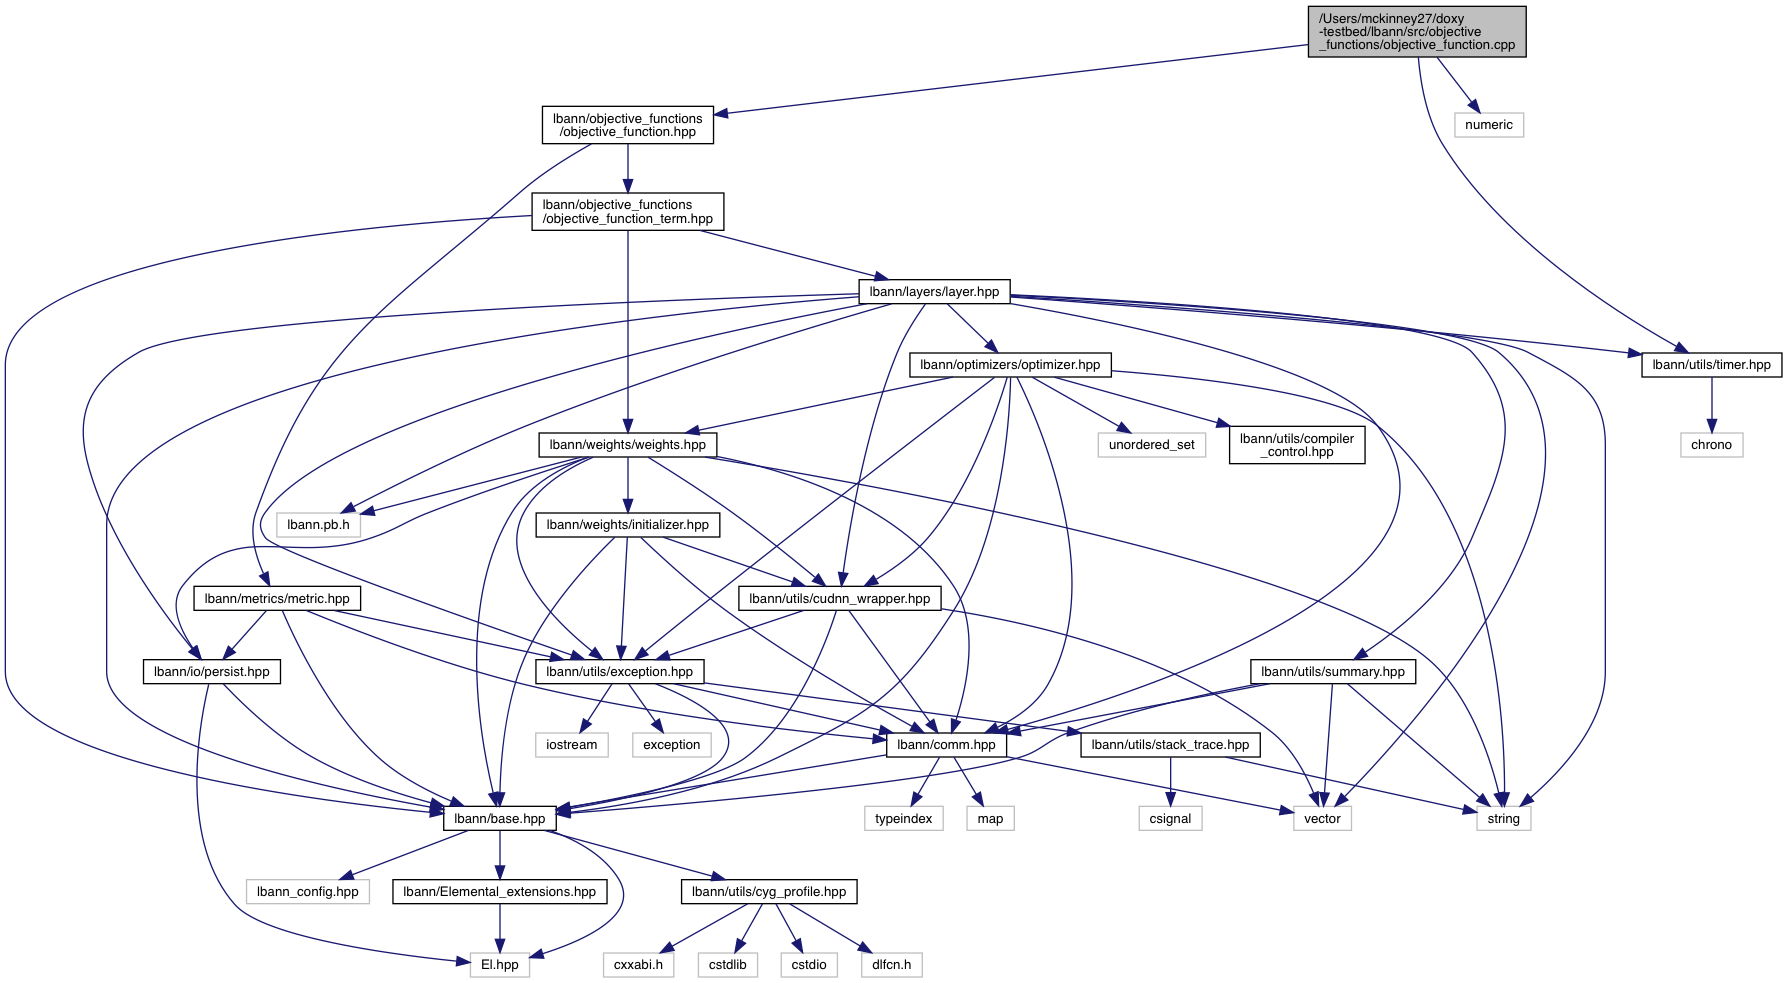 /Users/mckinney27/doxy
-testbed/lbann/src/objective
_functions/objective_function.cpp
lbann/objective_functions
/objective_function.hpp
numeric
lbann/objective_functions
/objective_function_term.hpp
lbann/layers/layer.hpp
lbann/optimizers/optimizer.hpp
lbann/utils/timer.hpp
lbann/weights/weights.hpp
unordered_set
lbann/utils/compiler
_control.hpp
chrono
lbann.pb.h
lbann/weights/initializer.hpp
lbann/metrics/metric.hpp
lbann/utils/cudnn_wrapper.hpp
lbann/io/persist.hpp
lbann/utils/exception.hpp
lbann/utils/summary.hpp
iostream
exception
lbann/comm.hpp
lbann/utils/stack_trace.hpp
lbann/base.hpp
typeindex
map
csignal
vector
string
lbann_config.hpp
lbann/Elemental_extensions.hpp
lbann/utils/cyg_profile.hpp
El.hpp
cxxabi.h
cstdlib
cstdio
dlfcn.h